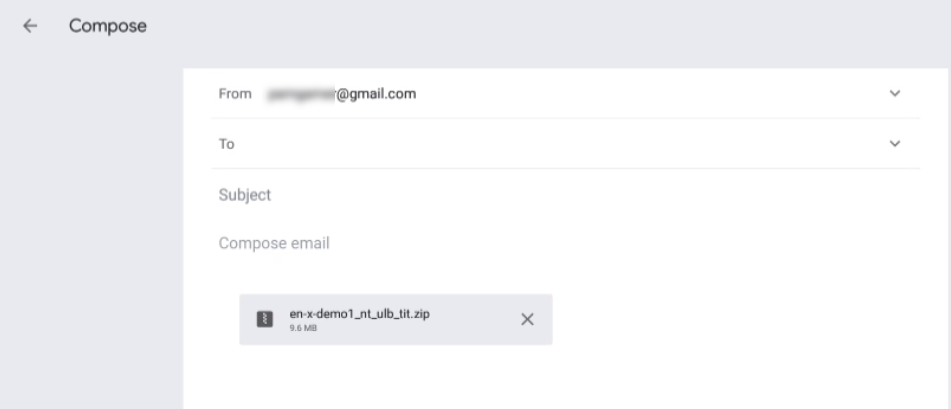 Compose
From @gmail.com
To
Subject
Compose email
en-x-demo1_nt_ulb_tit.zip
9.6 MB